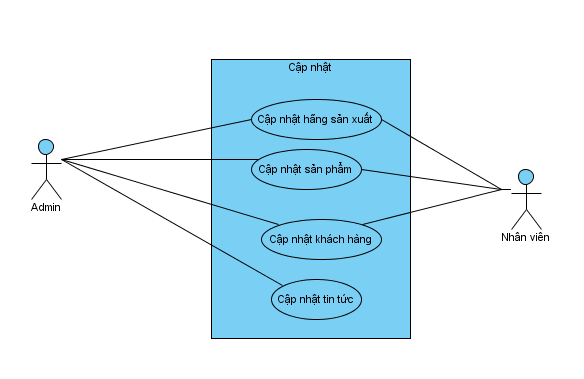 Cập nhật
Cập nhật hãng sản xuất
Cập nhật sản phẩm
Admin
Cập nhật khách hàng
Nhân viên
Cập nhật tin tức